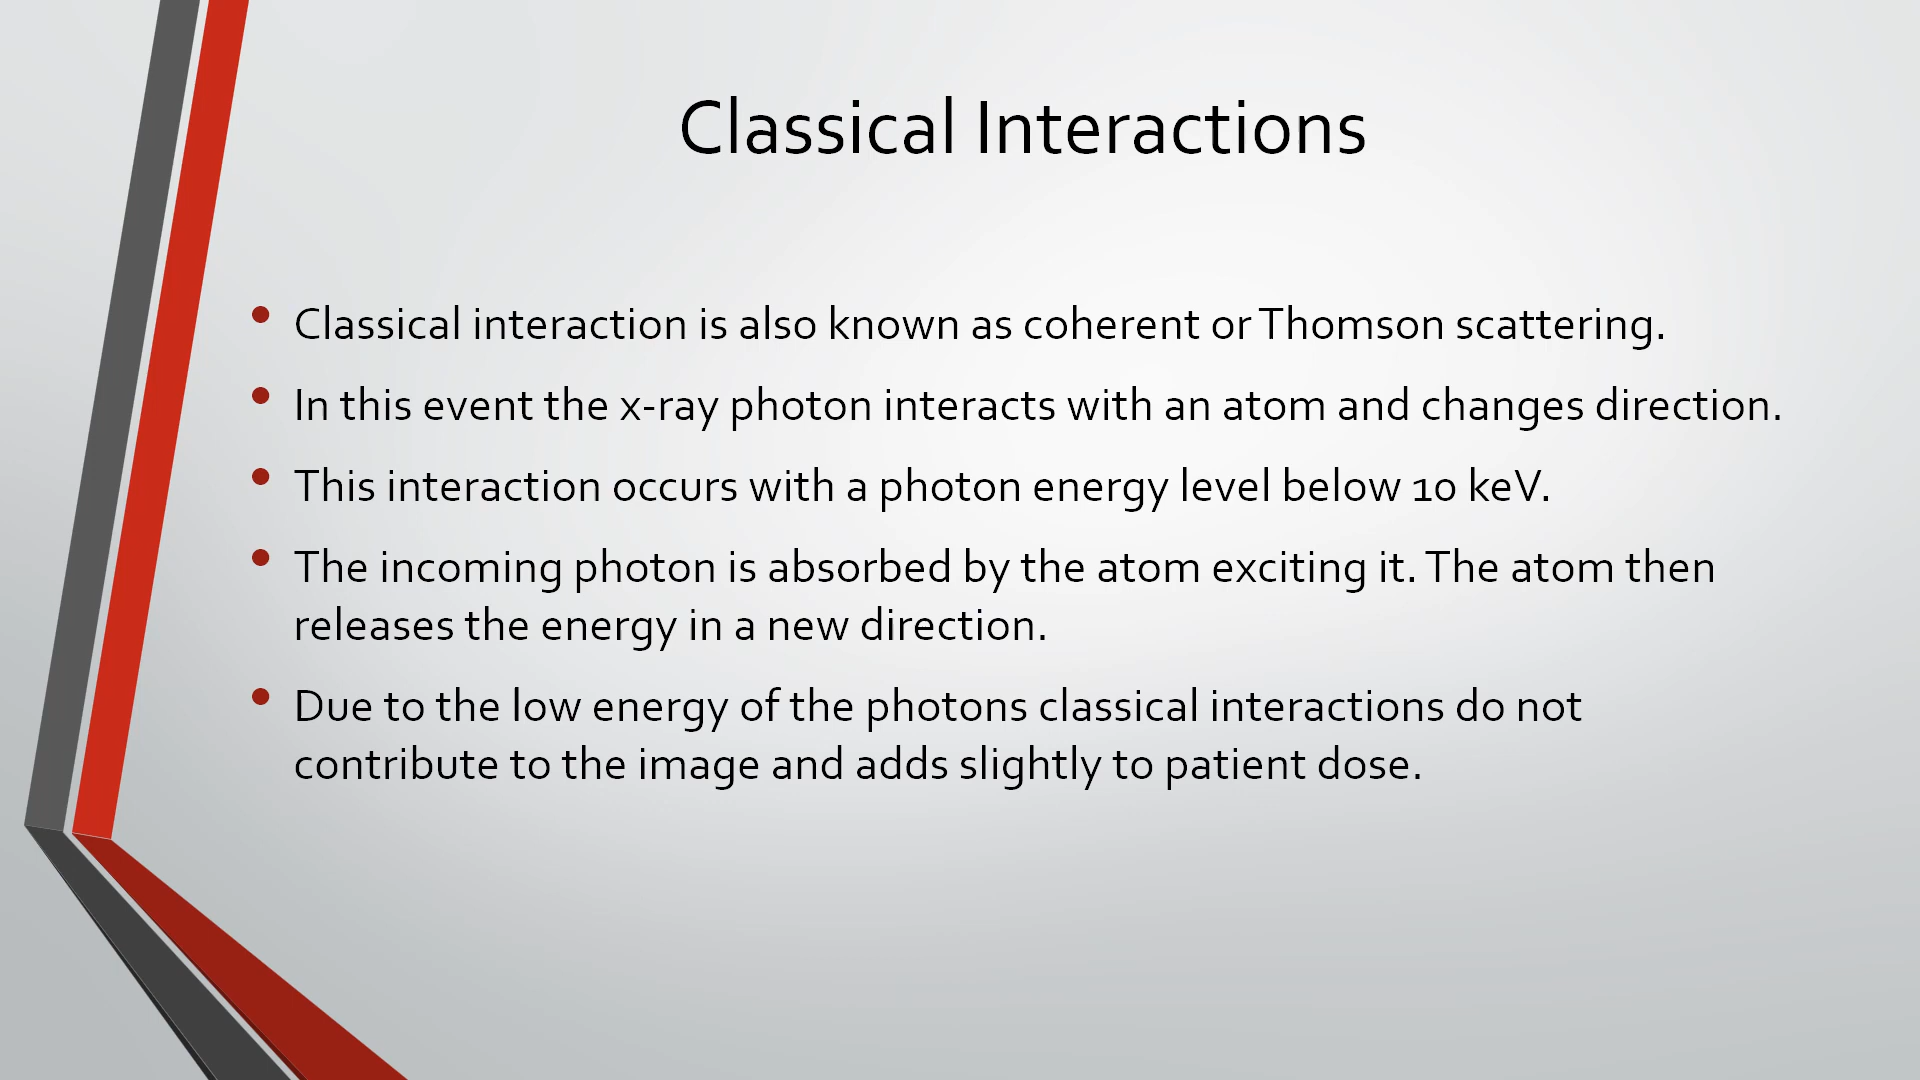 Classical Interactions
• Classical interaction is also known as coherent or Thomson scattering.
• In this event the x-ray photon interacts with an atom and changes direction.
• This interaction occurs with a photon energy level below 10 keV.
• The incoming photon is absorbed by the atom exciting it. The atom then
releases the energy in a new direction.
• Due to the low energy of the photons classical interactions do not
contribute to the image and adds slightly to patient dose.